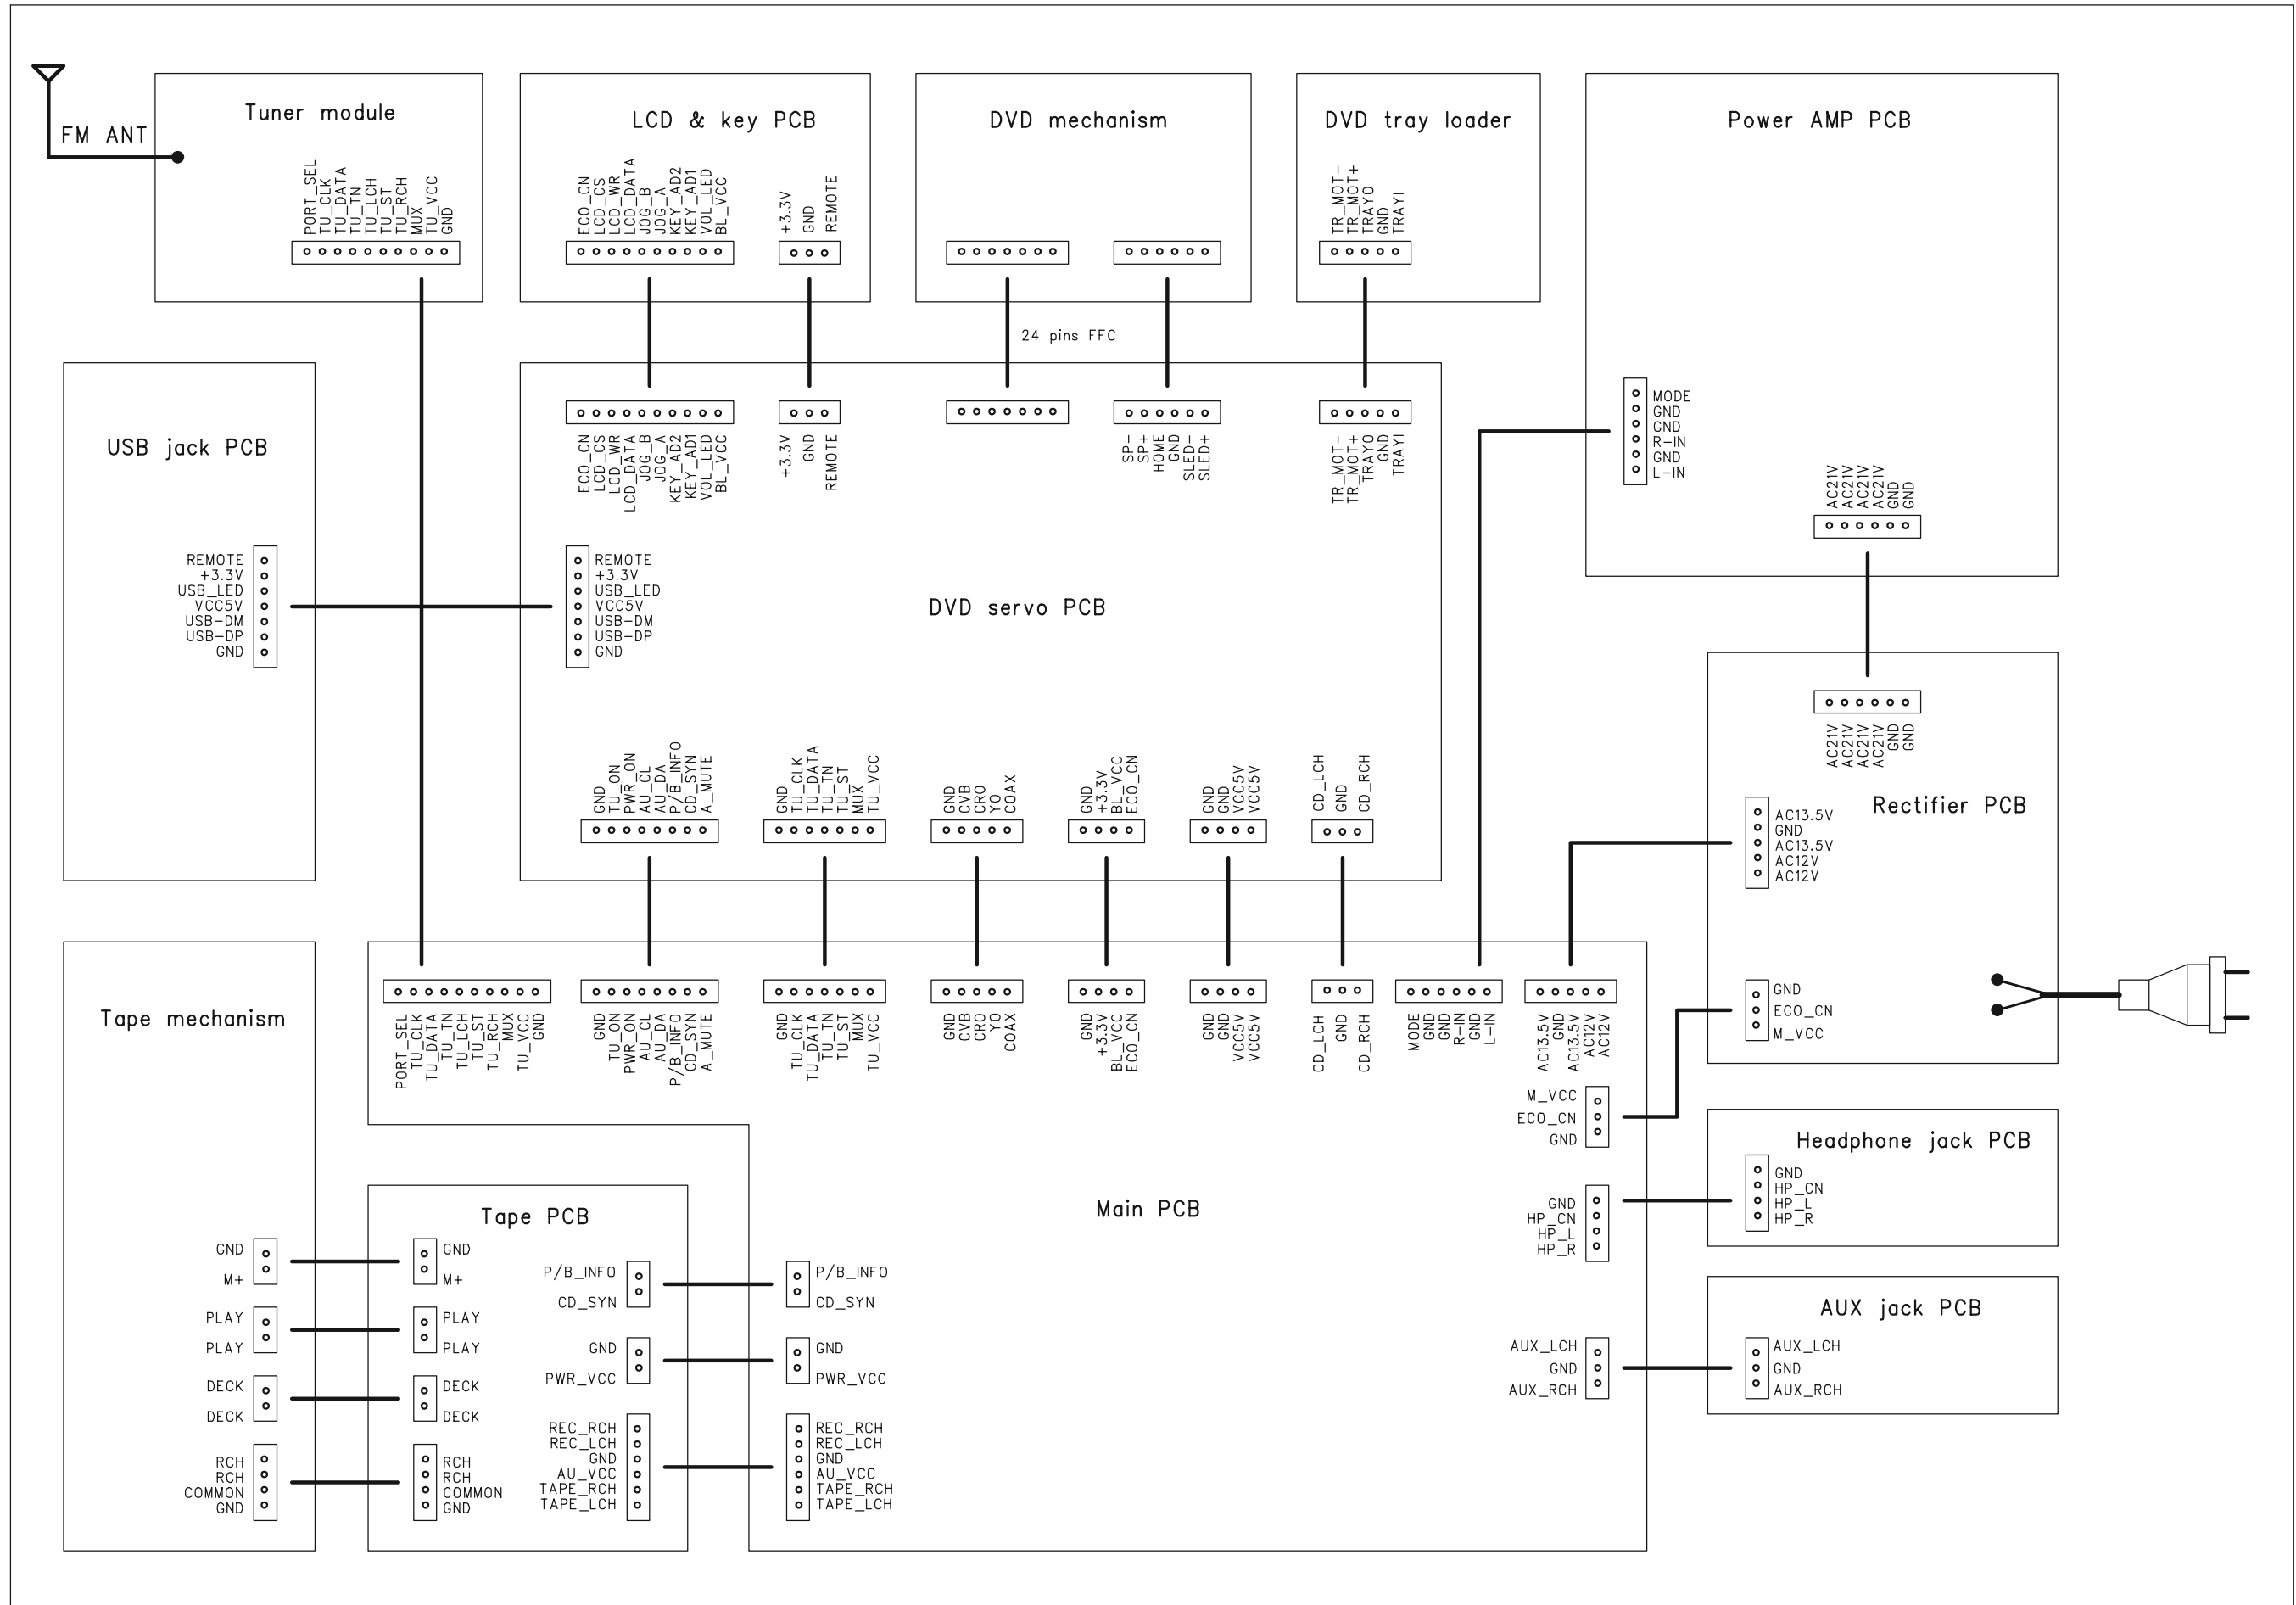 FM ANT
Tuner module
PORT_SEL
TU_CLK
TU_DATA
TU_TN
TU_LCH
TU_ST
TU_RCH
MUX
TU_VCC
GND
LCD & key PCB
ECO_CN
LCD_CS
LCD_WR
LCD_DATA
JOG_B
JOG_A
KEY_AD2
KEY_AD1
VOL_LED
BL_VCC
+3.3V
GND
REMOTE
DVD mechanism
24 pins FFC
DVD tray loader
TR_MOT-
TR_MOT+
TRAYO
GND
TRAYI
Power AMP PCB
MODE
GND
GND
R-IN
GND
L-IN
AC21V
AC21V
AC21V
AC21V
GND
GND
USB jack PCB
REMOTE
+3.3V
USB_LED
VCC5V
USB-DM
USB-DP
GND
DVD servo PCB
ECO_CN
LCD_CS
LCD_WR
LCD_DATA
JOG_B
JOG_A
KEY_AD2
KEY_AD1
VOL_LED
BL_VCC
+3.3V
GND
REMOTE
SP-
SP+
HOME
GND
SLED-
SLED+
TR_MOT-
TR_MOT+
TRAYO
GND
TRAYI
REMOTE
+3.3V
USB_LED
VCC5V
USB-DM
USB-DP
GND
GND
TU_ON
PWR_ON
AU_CL
AU_DA
P/B_INFO
CD_SYN
A_MUTE
GND
TU_CLK
TU_DATA
TU_TN
TU_ST
MUX
TU_VCC
GND
CVB
CRO
YO
COAX
GND
+3.3V
BL_VCC
ECO_CN
GND
GND
VCC5V
VCC5V
CD_LCH
GND
CD_RCH
Rectifier PCB
AC21V
AC21V
AC21V
AC21V
GND
GND
AC13.5V
GND
AC13.5V
AC12V
AC12V
GND
ECO_CN
M_VCC
Tape mechanism
GND
M+
PLAY
PLAY
DECK
DECK
RCH
RCH
COMMON
GND
Tape PCB
GND
M+
PLAY
PLAY
DECK
DECK
RCH
RCH
COMMON
GND
P/B_INFO
CD_SYN
GND
PWR_VCC
REC_RCH
REC_LCH
GND
AU_VCC
TAPE_RCH
TAPE_LCH
Main PCB
PORT_SEL
TU_CLK
TU_DATA
TU_TN
TU_LCH
TU_ST
TU_RCH
MUX
TU_VCC
GND
GND
TU_ON
PWR_ON
AU_CL
AU_DA
P/B_INFO
CD_SYN
A_MUTE
GND
TU_CLK
TU_DATA
TU_TN
TU_ST
MUX
TU_VCC
GND
CVB
CRO
YO
COAX
GND
+3.3V
BL_VCC
ECO_CN
GND
GND
VCC5V
VCC5V
CD_LCH
GND
CD_RCH
MODE
GND
GND
R-IN
GND
L-IN
AC13.5V
GND
AC13.5V
AC12V
AC12V
M_VCC
ECO_CN
GND
GND
HP_CN
HP_L
HP_R
AUX_LCH
GND
AUX_RCH
P/B_INFO
CD_SYN
GND
PWR_VCC
REC_RCH
REC_LCH
GND
AU_VCC
TAPE_RCH
TAPE_LCH
Headphone jack PCB
GND
HP_CN
HP_L
HP_R
AUX jack PCB
AUX_LCH
GND
AUX_RCH